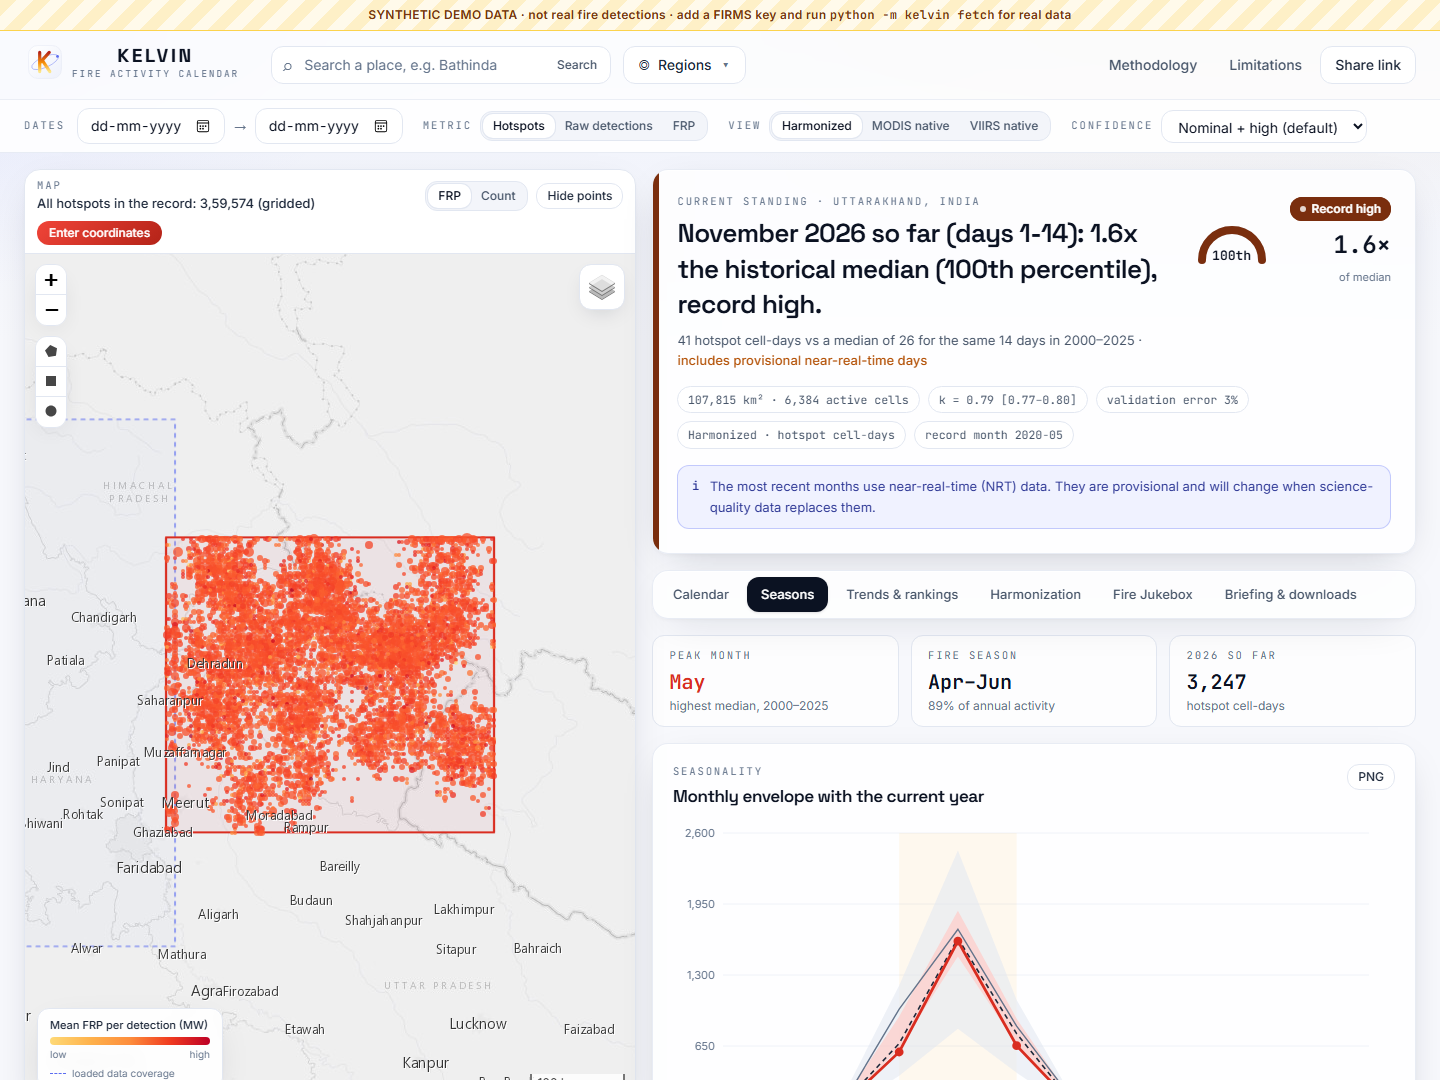 SYNTHETIC DEMO DATA · not real fire detections · add a FIRMS key and run python -m kelvin fetch for real data
KELVIN
FIRE ACTIVITY CALENDAR
Search a place, e.g. Bathinda
Search
Regions
Methodology
Limitations
Share link
DATES
dd-mm-yyyy
→
dd-mm-yyyy
METRIC
Hotspots
Raw detections
FRP
VIEW
Harmonized
MODIS native
VIIRS native
CONFIDENCE
Nominal + high (default)
MAP
All hotspots in the record: 3,59,574 (gridded)
FRP
Count
Hide points
Enter coordinates
+
−
HIMACHAL
PRADESH
ana
Chandigarh
Patiala
Dehradun
Saharanpur
Muzaffarnagar
Jind
Panipat
HARYANA
Sonipat
Meerut
Rohtak
hiwani
Moradabad
Rampur
Ghaziabad
Faridabad
Bareilly
Budaun
Aligarh
Shahjahanpur
Lakhimpur
Alwar
Mathura
Sitapur
Bahraich
UTTAR PRADESH
Agra
Firozabad
r
Etawah
Lucknow
Faizabad
Kanpur
Mean FRP per detection (MW)
low
high
loaded data coverage
CURRENT STANDING · UTTARAKHAND, INDIA
November 2026 so far (days 1-14): 1.6x
the historical median (100th percentile),
record high.
100th
Record high
1.6×
of median
41 hotspot cell-days vs a median of 26 for the same 14 days in 2000–2025 ·
includes provisional near-real-time days
107,815 km² · 6,384 active cells
k = 0.79 [0.77–0.80]
validation error 3%
Harmonized · hotspot cell-days
record month 2020-05
i
The most recent months use near-real-time (NRT) data. They are provisional and will change when science-
quality data replaces them.
Calendar
Seasons
Trends & rankings
Harmonization
Fire Jukebox
Briefing & downloads
PEAK MONTH
May
highest median, 2000–2025
FIRE SEASON
Apr–Jun
89% of annual activity
2026 SO FAR
3,247
hotspot cell-days
SEASONALITY
Monthly envelope with the current year
PNG
2,600
1,950
1,300
650